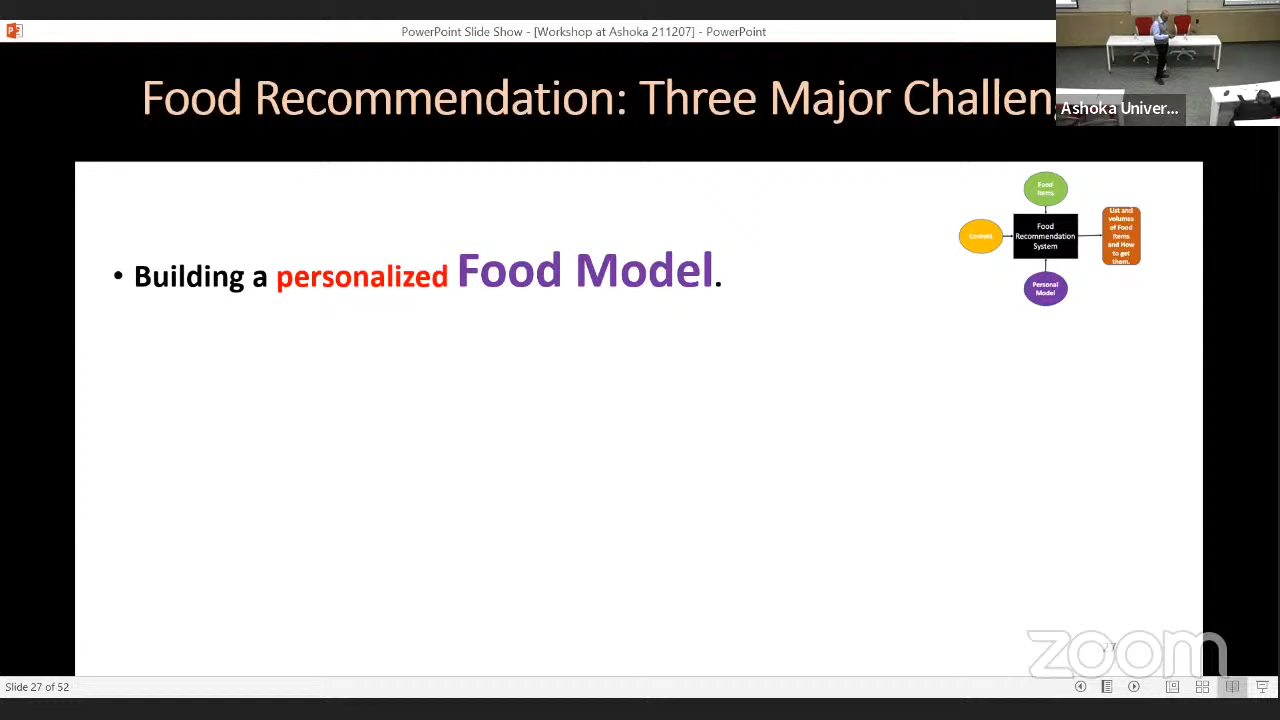 PowerPoint Slide Show - [Workshop at Ashoka 211207] - PowerPoint
Food Recommendation: Three Major Challen
Ashoka Univer...
Food
Items
Context
Food
Recommendation
System
List and
volumes
of Food
Items
and How
to get
them.
Personal
Model
• Building a personalized Food Model.
27
zoom
Slide 27 of 52